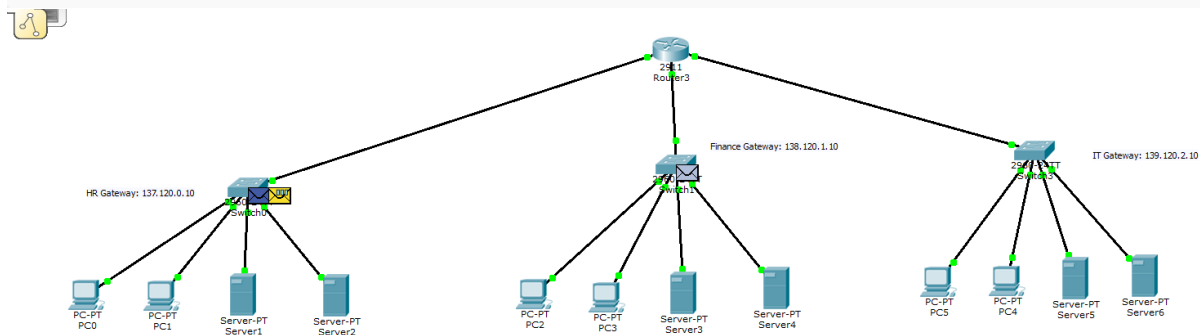 2911
Router3
Finance Gateway: 138.120.1.10
IT Gateway: 139.120.2.10
HR Gateway: 137.120.0.10
Switch0
Switch1
Switch3
PC-PT
PC0
PC-PT
PC1
Server-PT
Server1
Server-PT
Server2
PC-PT
PC2
PC-PT
PC3
Server-PT
Server3
Server-PT
Server4
PC-PT
PC5
PC-PT
PC4
Server-PT
Server5
Server-PT
Server6